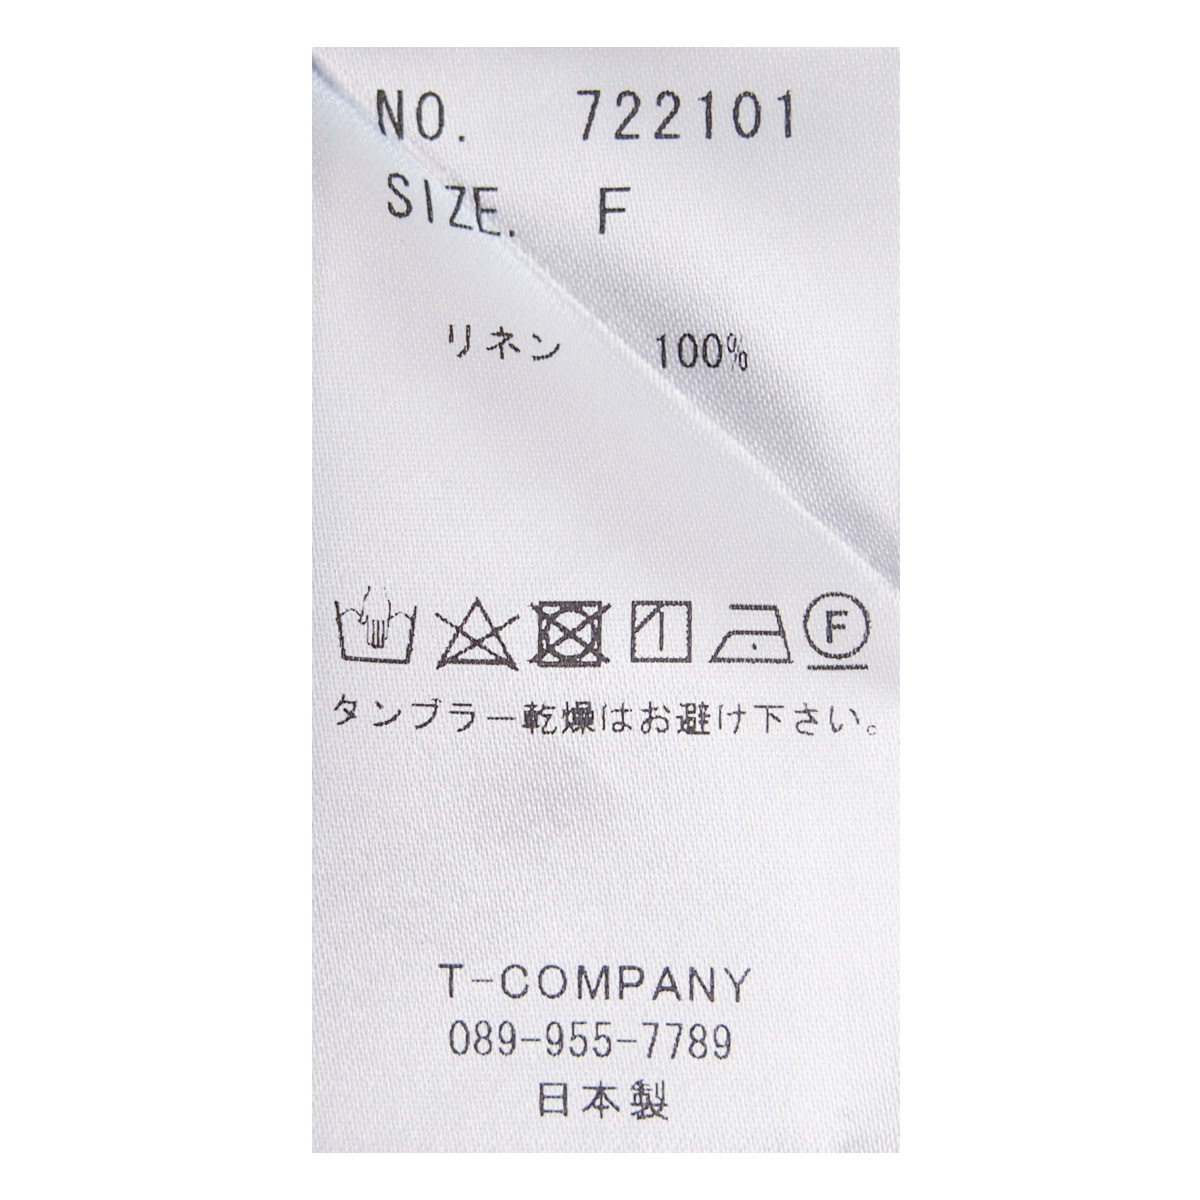 NO. 722101
SIZE. F
リネン 100%
F
タンブラー乾燥はお避け下さい。
T-COMPANY
089-955-7789
日本製